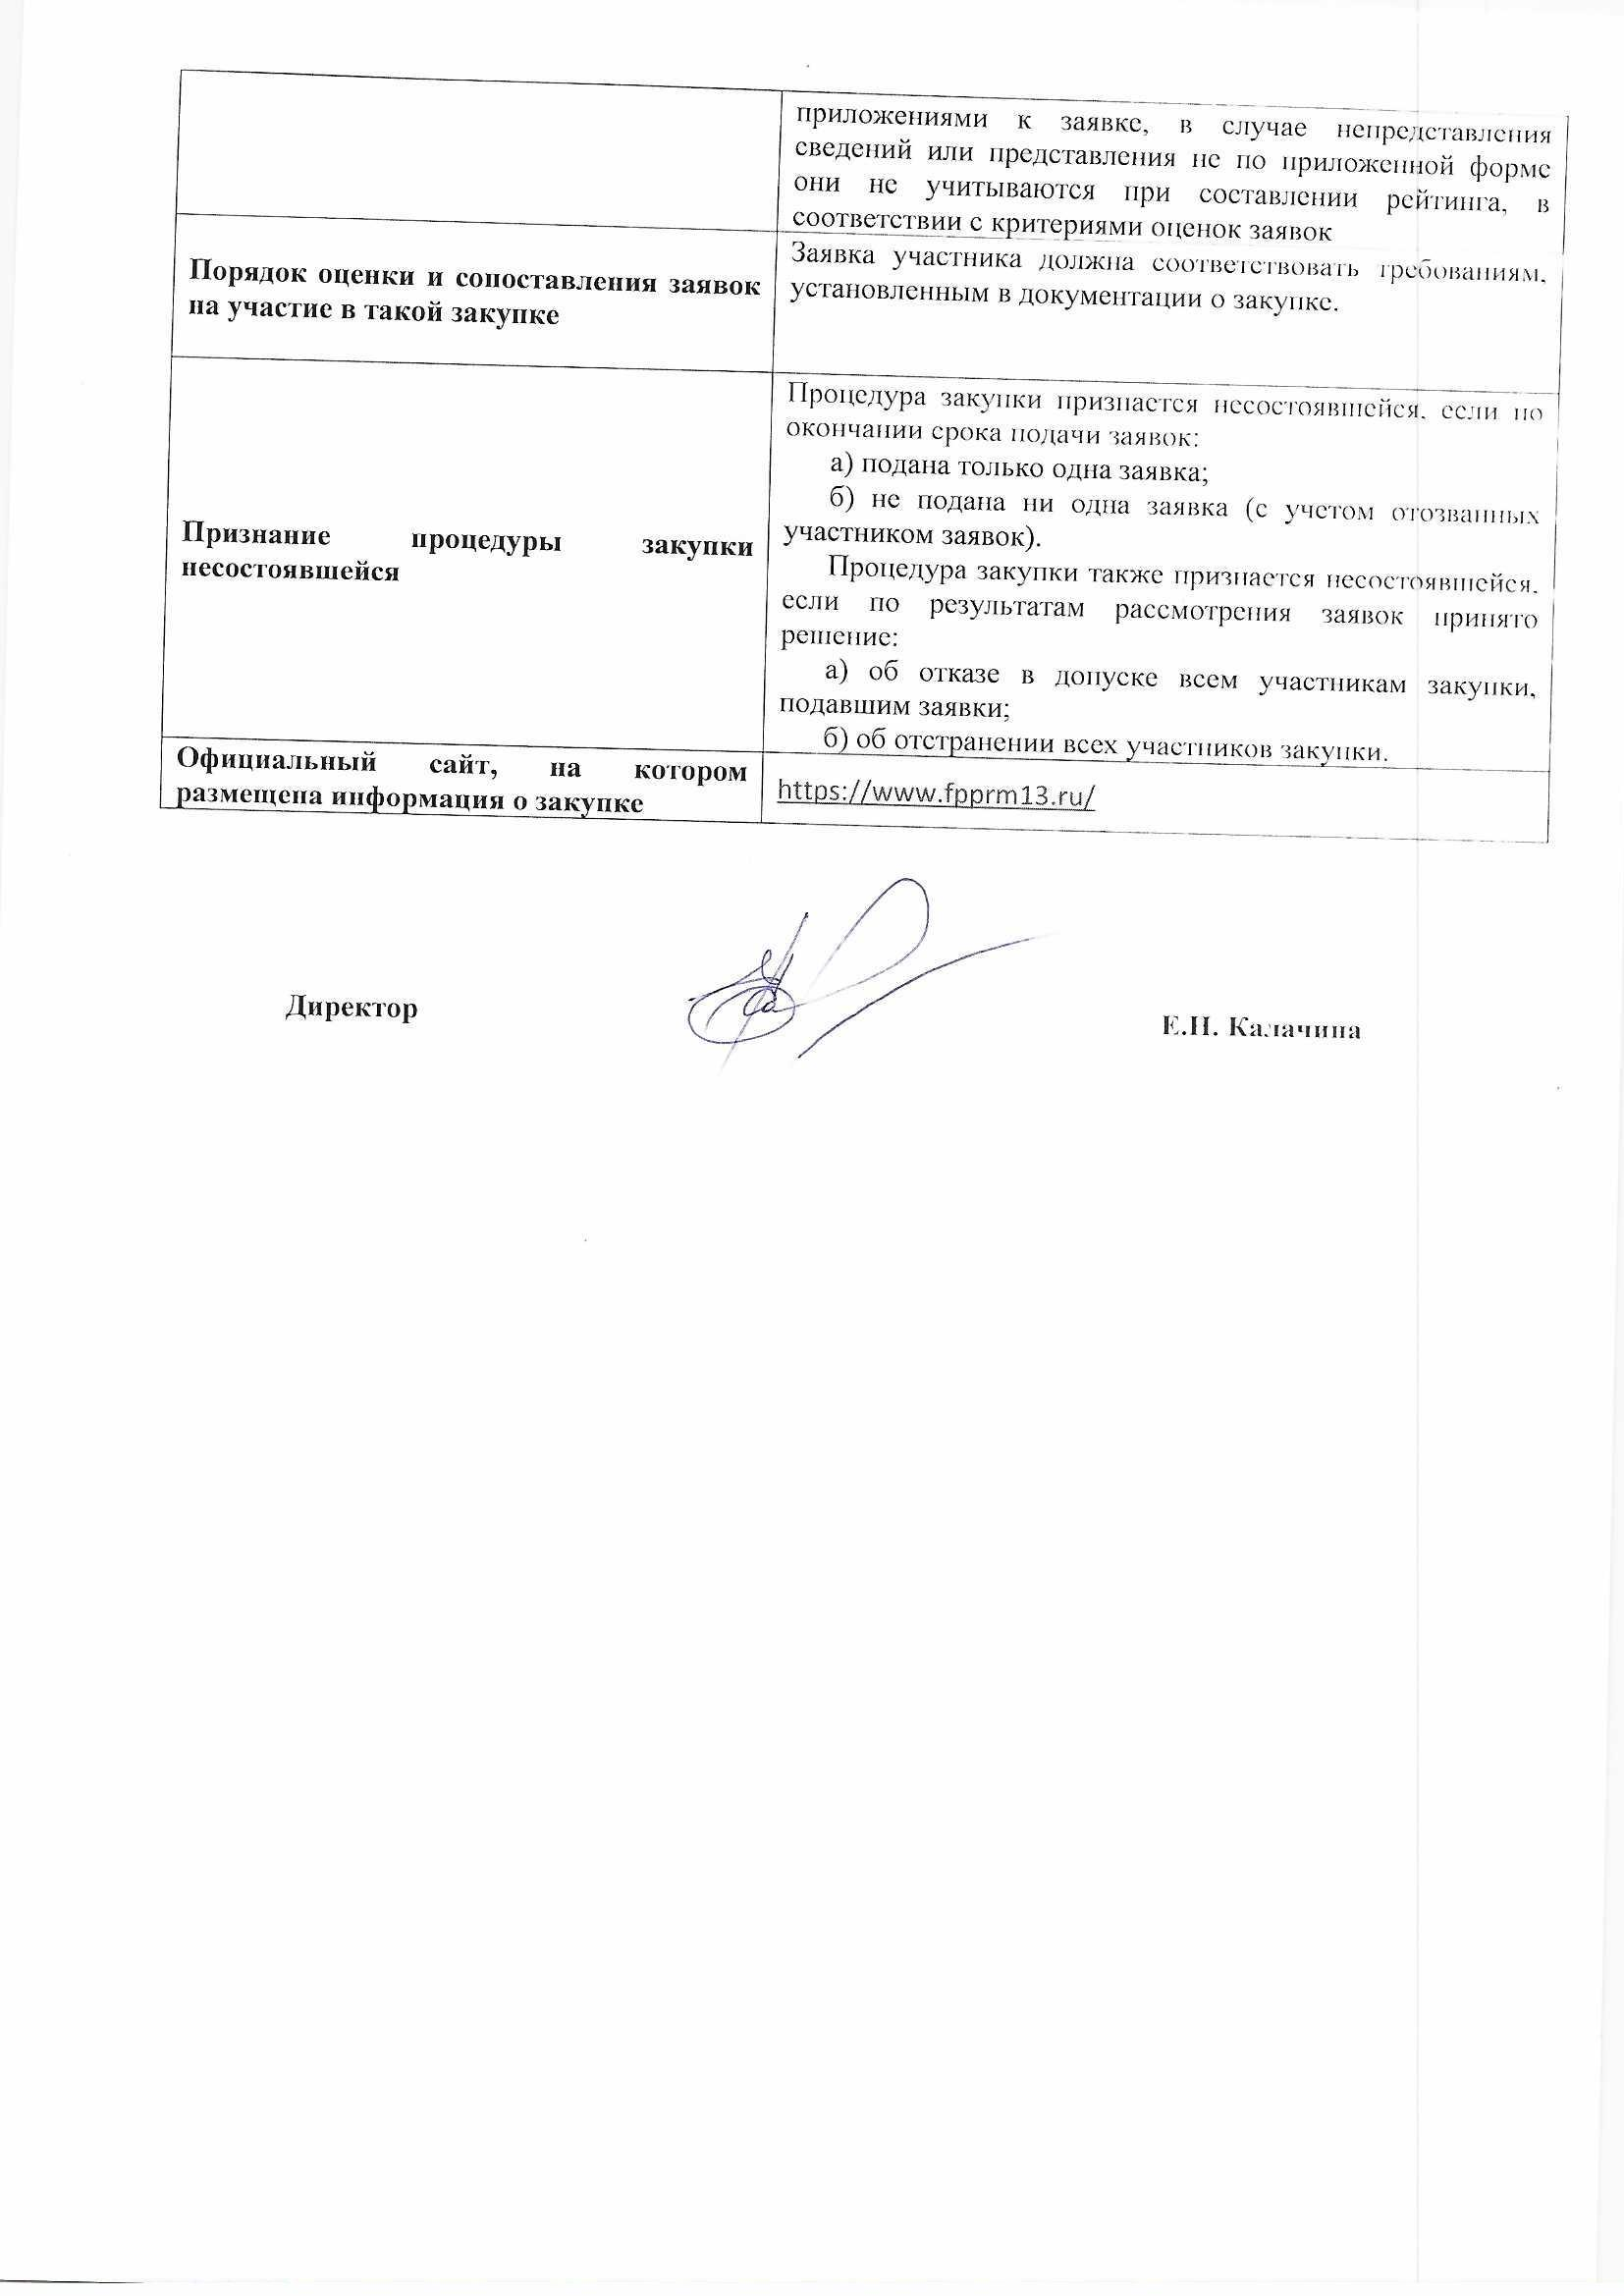 приложениями к заявке, в случае непредставления
сведений или представления не по приложенной форме
они не учитываются при составлении рейтинга, в
соответствии с критериями оценок заявок
Порядок оценки и сопоставления заявок
на участие в такой закупке
Заявка участника должна соответствовать требованиям,
установленным в документации о закупке.
Признание процедуры закупки
несостоявшейся
Процедура закупки признается несостоявшейся, если по
окончании срока подачи заявок:
а) подана только одна заявка;
б) не подана ни одна заявка (с учетом отозванных
участником заявок).
Процедура закупки также признается несостоявшейся,
если по результатам рассмотрения заявок принято
решение:
а) об отказе в допуске всем участникам закупки,
подавшим заявки;
б) об отстранении всех участников закупки.
Официальный сайт, на котором
размещена информация о закупке
https://www.fpprm13.ru/
Директор
Е.Н. Калачина